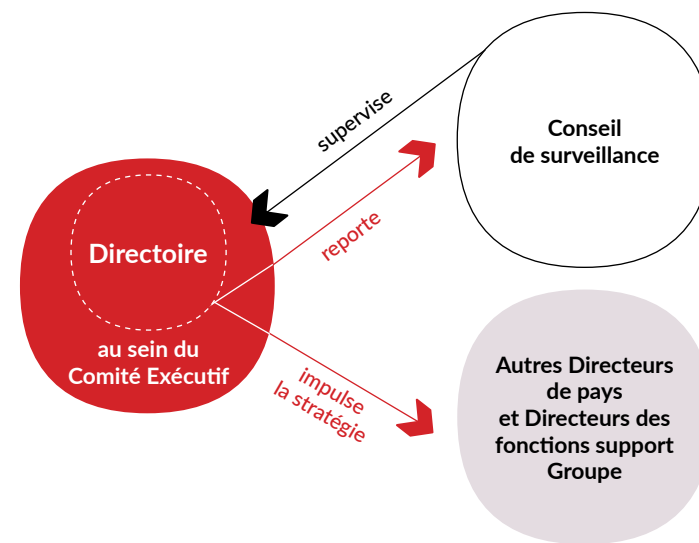 supervise
Conseil
de surveillance
reporte
Directoire
au sein du
Comité Exécutif
impulse
la stratégie
Autres Directeurs
de pays
et Directeurs des
fonctions support
Groupe